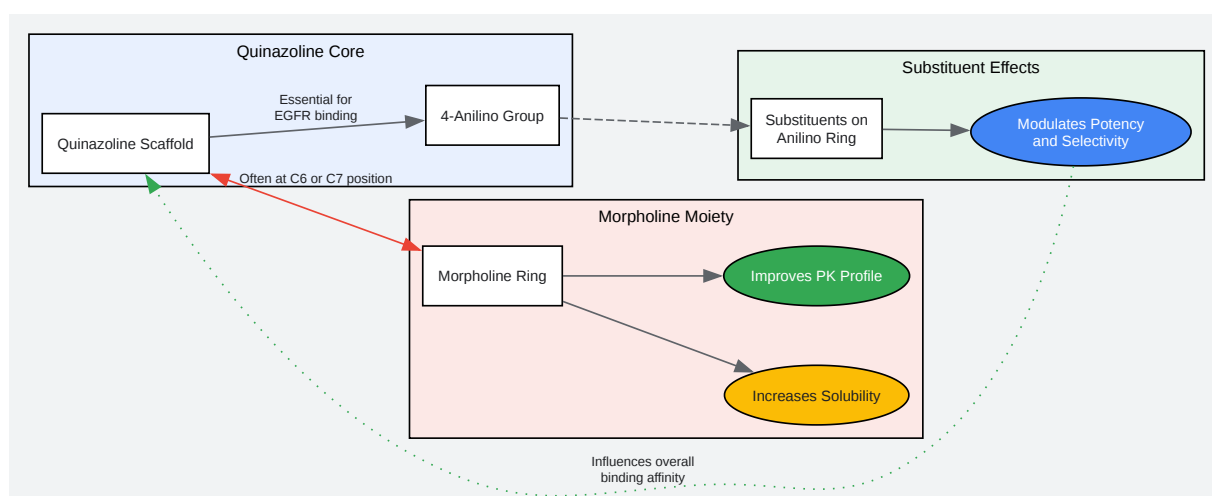 Quinazoline Core
Essential for
EGFR binding
4-Anilino Group
Quinazoline Scaffold
Often at C6 or C7 position
Substituent Effects
Substituents on
Anilino Ring
Modulates Potency
and Selectivity
Morpholine Moiety
Morpholine Ring
Improves PK Profile
Increases Solubility
Influences overall
binding affinity